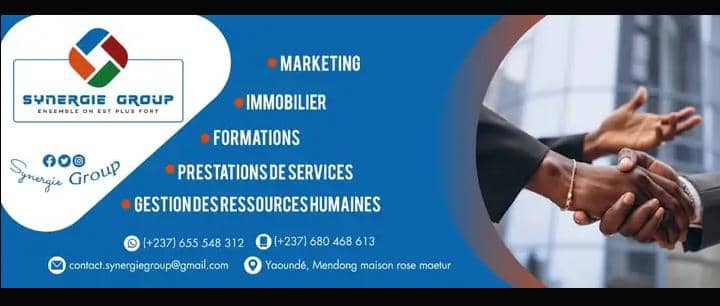 SYNERGIE GROUP
ENSEMBLE ON EST PLUS FORT
Synergie Group
MARKETING
IMMOBILIER
FORMATIONS
PRESTATIONS DE SERVICES
GESTION DES RESSOURCES HUMAINES
(+237) 655 548 312
(+237) 680 468 613
contact.synergiegroup@gmail.com
Yaoundé, Mendong maison rose maetur